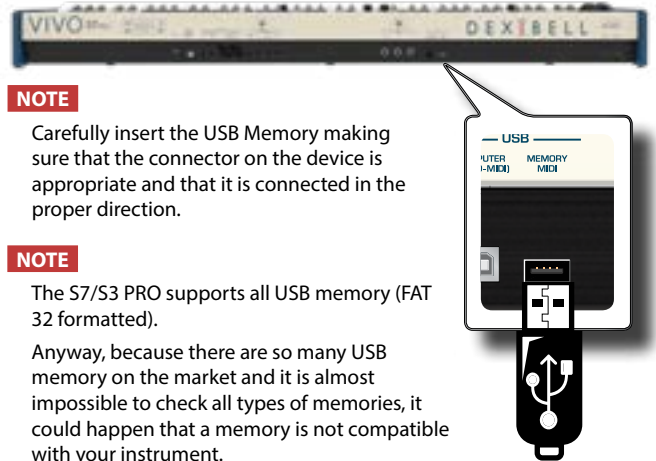 VIVO
DEXIBELL
NOTE
Carefully insert the USB Memory making
sure that the connector on the device is
appropriate and that it is connected in the
proper direction.
USB
PUTER MEMORY
-MIDI) MIDI
NOTE
The S7/S3 PRO supports all USB memory (FAT
32 formatted).
Anyway, because there are so many USB
memory on the market and it is almost
impossible to check all types of memories, it
could happen that a memory is not compatible
with your instrument.